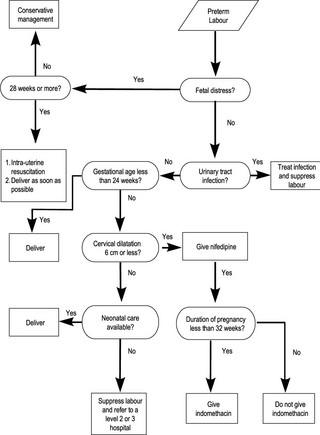 Conservative
management
Preterm
Labour
No
Yes
28 weeks or more?
Fetal distress?
Yes
No
1. Intra-uterine
resuscitation
2. Deliver as soon as
possible
Gestational age less
than 24 weeks?
No
Urinary tract
infection?
Yes
Treat infection
and suppress
labour
Yes
No
Deliver
Cervical dilatation
6 cm or less?
Yes
Give nifedipine
No
Yes
Deliver
Yes
Neonatal care
available?
Duration of pregnancy
less than 32 weeks?
No
Yes
No
Suppress labour
and refer to a
level 2 or 3
hospital
Give
indomethacin
Do not give
indomethacin